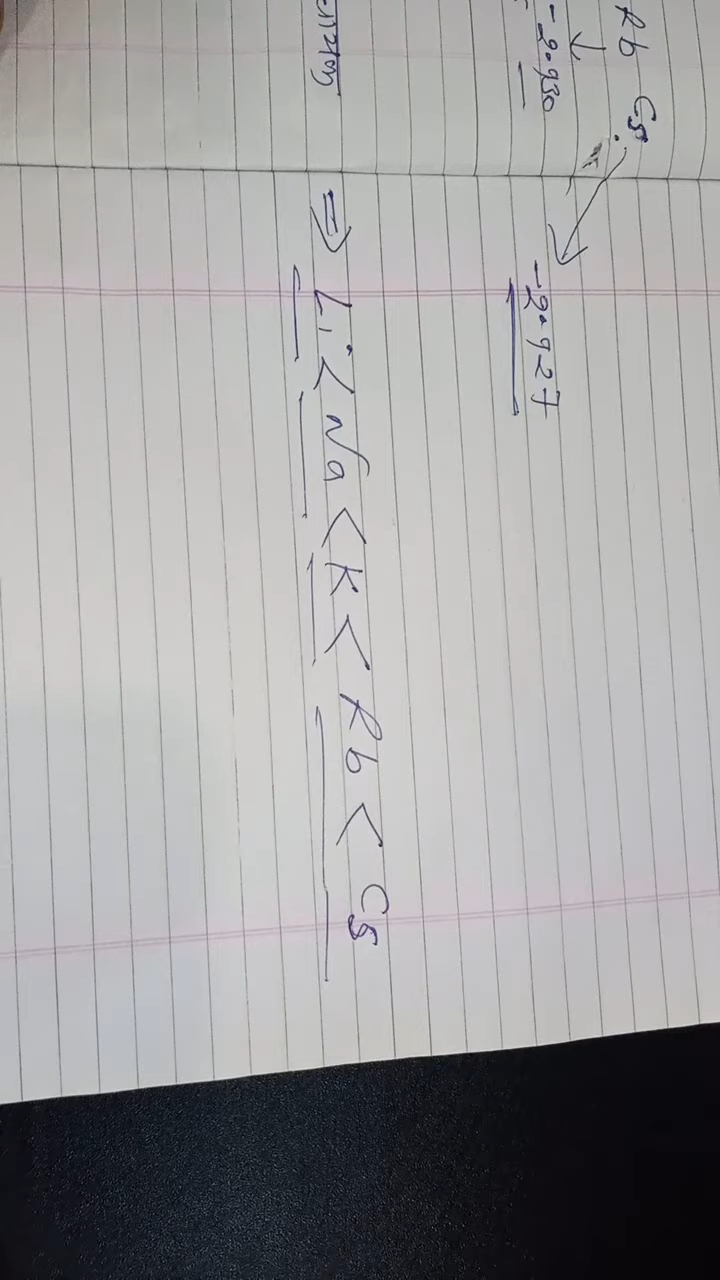 Rb Cs
-2.930 -2.927
⇒ Li < Na < K < Rb < Cs